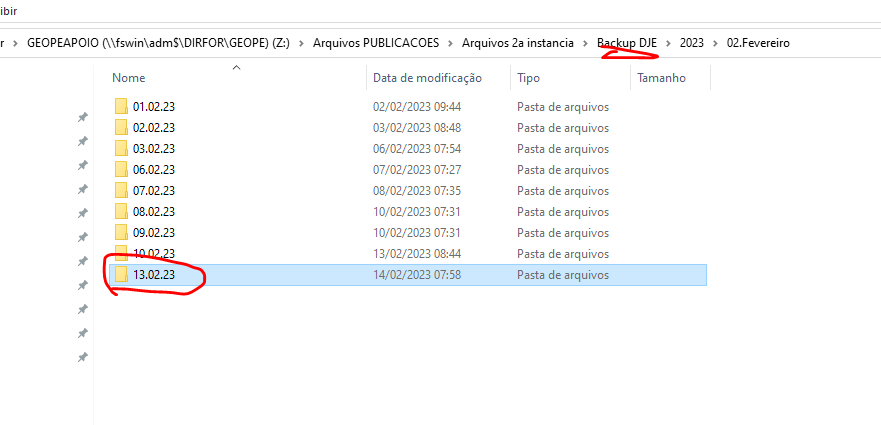 ibir
r > GEOPEAPOIO (\\fswin\adm$\DIRFOR\GEOPE) (Z:) > Arquivos PUBLICACOES > Arquivos 2a instancia > Backup DJE > 2023 > 02.Fevereiro
Nome Data de modificação Tipo Tamanho
01.02.23 02/02/2023 09:44 Pasta de arquivos
02.02.23 03/02/2023 08:48 Pasta de arquivos
03.02.23 06/02/2023 07:54 Pasta de arquivos
06.02.23 07/02/2023 07:27 Pasta de arquivos
07.02.23 08/02/2023 07:35 Pasta de arquivos
08.02.23 10/02/2023 07:31 Pasta de arquivos
09.02.23 10/02/2023 07:31 Pasta de arquivos
10.02.23 13/02/2023 08:44 Pasta de arquivos
13.02.23 14/02/2023 07:58 Pasta de arquivos